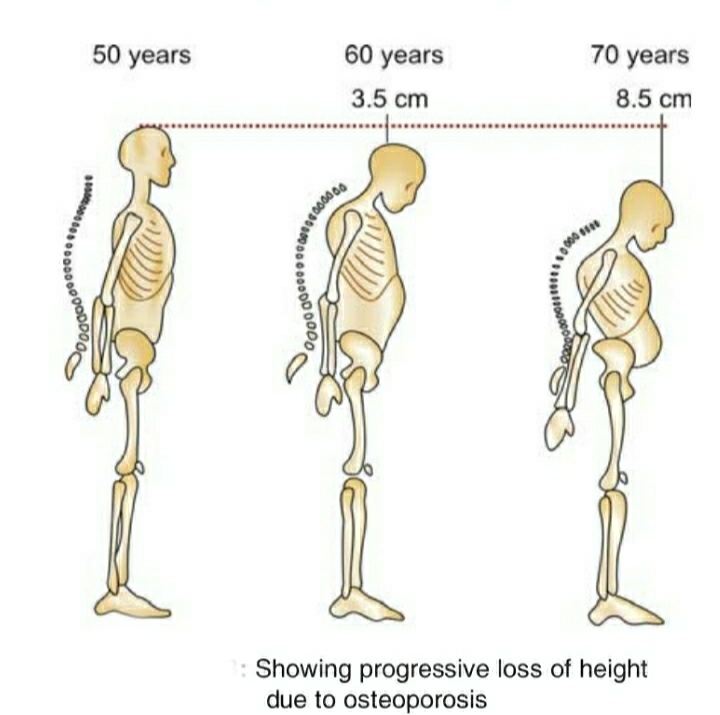 50 years 60 years 70 years
3.5 cm 8.5 cm
: Showing progressive loss of height
due to osteoporosis